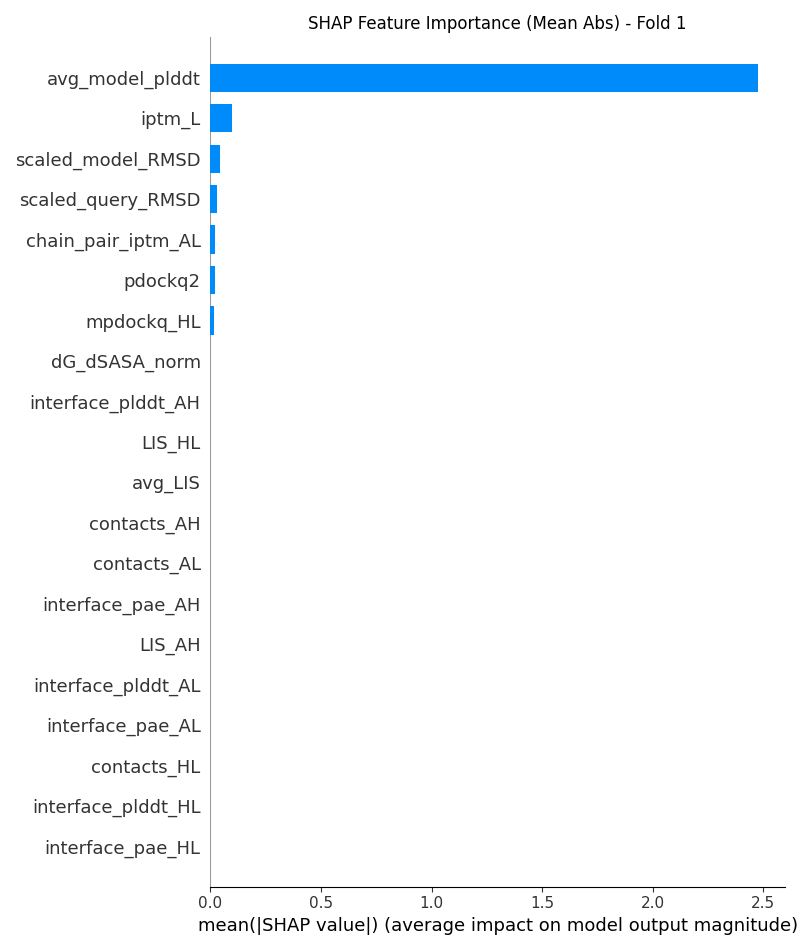 SHAP Feature Importance (Mean Abs) - Fold 1
avg_model_plddt
iptm_L
scaled_model_RMSD
scaled_query_RMSD
chain_pair_iptm_AL
pdockq2
mpdockq_HL
dG_dSASA_norm
interface_plddt_AH
LIS_HL
avg_LIS
contacts_AH
contacts_AL
interface_pae_AH
LIS_AH
interface_plddt_AL
interface_pae_AL
contacts_HL
interface_plddt_HL
interface_pae_HL
0.0 0.5 1.0 1.5 2.0 2.5
mean(|SHAP value|) (average impact on model output magnitude)